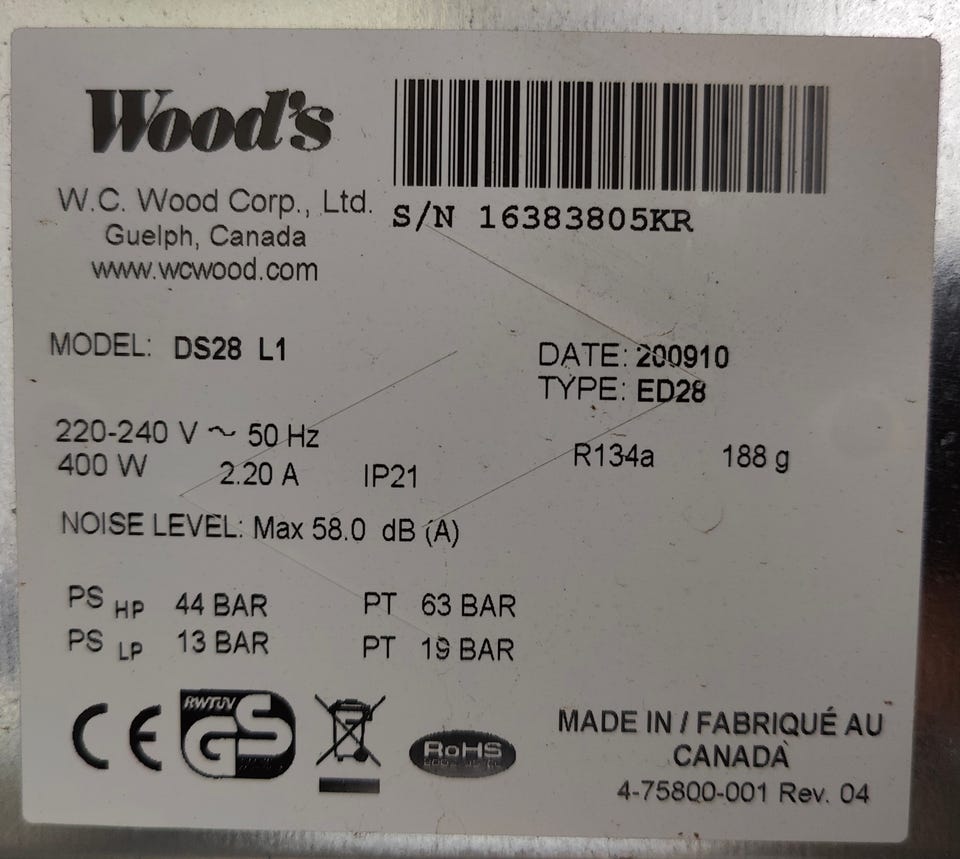 Wood's
W.C. Wood Corp., Ltd.
Guelph, Canada
www.wcwood.com
S/N 16383805KR
MODEL: DS28 L1
DATE: 200910
TYPE: ED28
220-240 V ~ 50 Hz
400 W 2.20 A IP21
R134a 188 g
NOISE LEVEL: Max 58.0 dB (A)
PS HP 44 BAR PT 63 BAR
PS LP 13 BAR PT 19 BAR
CE
RWTÜV
GS
RoHS
MADE IN / FABRIQUÉ AU
CANADA
4-75800-001 Rev. 04